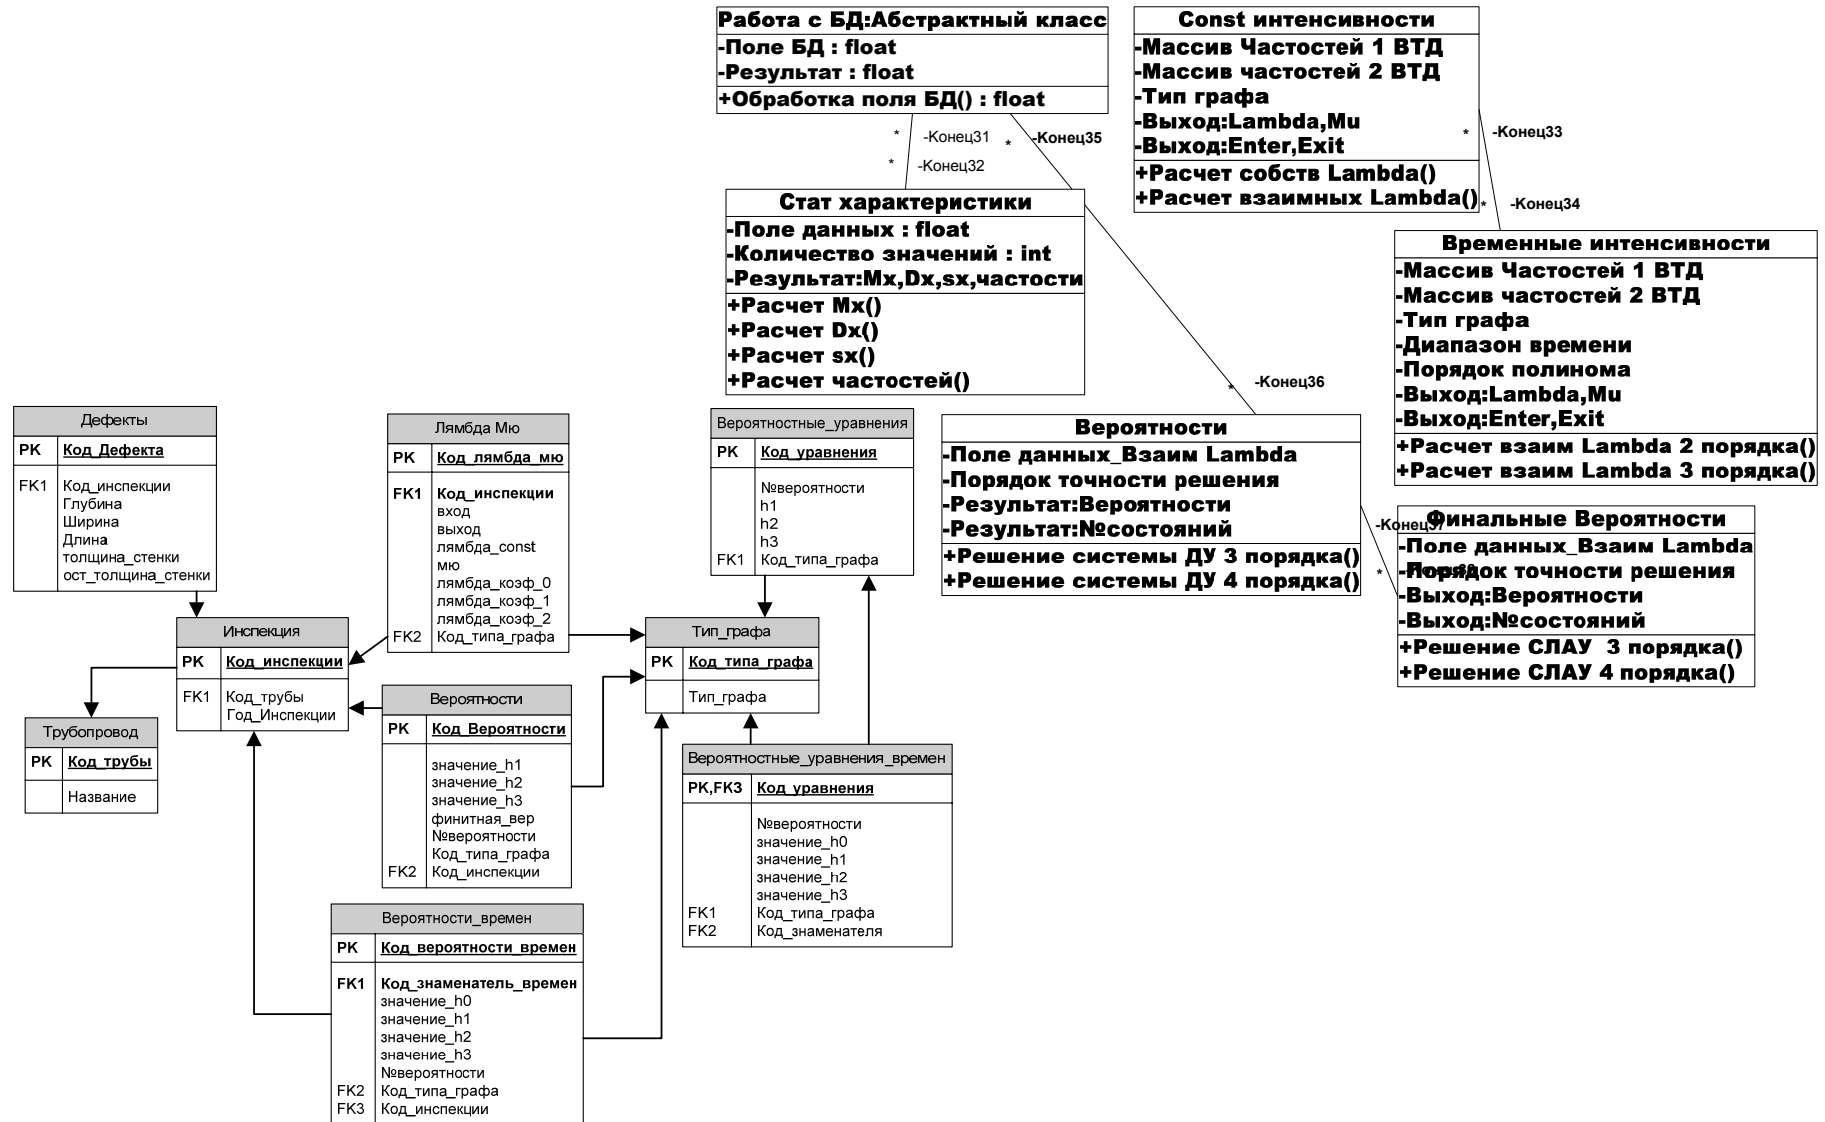 Работа с БД:Абстрактный класс
-Поле БД : float
-Результат : float
+Обработка поля БД() : float
Const интенсивности
-Массив Частостей 1 ВТД
-Массив частостей 2 ВТД
-Тип графа
-Выход:Lambda,Mu
-Выход:Enter,Exit
+Расчет собств Lambda()
+Расчет взаимных Lambda()
* -Конец31
* -Конец32
* -Конец35
* -Конец33
* -Конец34
Стат характеристики
-Поле данных : float
-Количество значений : int
-Результат:Mx,Dx,sx,частости
+Расчет Mx()
+Расчет Dx()
+Расчет sx()
+Расчет частостей()
Временные интенсивности
-Массив Частостей 1 ВТД
-Массив частостей 2 ВТД
-Тип графа
-Диапазон времени
-Порядок полинома
-Выход:Lambda,Mu
-Выход:Enter,Exit
+Расчет взаим Lambda 2 порядка()
+Расчет взаим Lambda 3 порядка()
* -Конец36
Вероятности
-Поле данных_Взаим Lambda
-Порядок точности решения
-Результат:Вероятности
-Результат:№состояний
+Решение системы ДУ 3 порядка()
+Решение системы ДУ 4 порядка()
*
Финальные Вероятности
-Поле данных_Взаим Lambda
-Порядок точности решения
-Выход:Вероятности
-Выход:№состояний
+Решение СЛАУ 3 порядка()
+Решение СЛАУ 4 порядка()
Дефекты
PK Код_Дефекта
FK1 Код_инспекции
Глубина
Ширина
Длина
толщина_стенки
ост_толщина_стенки
Лямбда Мю
PK Код_лямбда_мю
FK1 Код_инспекции
вход
выход
лямбда_const
мю
лямбда_коэф_0
лямбда_коэф_1
лямбда_коэф_2
FK2 Код_типа_графа
Вероятностные_уравнения
PK Код_уравнения
№вероятности
h1
h2
h3
FK1 Код_типа_графа
Инспекция
PK Код_инспекции
FK1 Код_трубы
Год_Инспекции
Тип_графа
PK Код_типа_графа
Тип_графа
Трубопровод
PK Код_трубы
Название
Вероятности
PK Код_Вероятности
значение_h1
значение_h2
значение_h3
финитная_вер
№вероятности
Код_типа_графа
FK2 Код_инспекции
Вероятностные_уравнения_времен
PK,FK3 Код_уравнения
№вероятности
значение_h0
значение_h1
значение_h2
значение_h3
FK1 Код_типа_графа
FK2 Код_знаменателя
Вероятности_времен
PK Код_вероятности_времен
FK1 Код_знаменатель_времен
значение_h0
значение_h1
значение_h2
значение_h3
№вероятности
FK2 Код_типа_графа
FK3 Код_инспекции